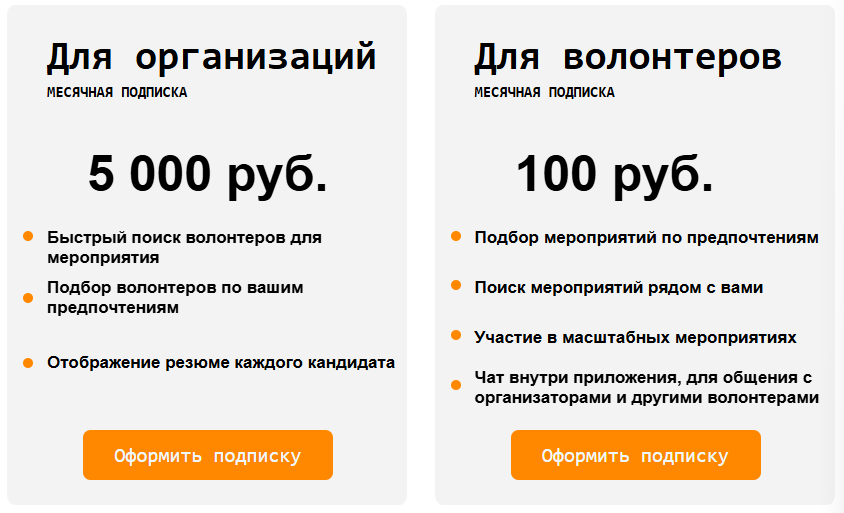 Для организаций
МЕСЯЧНАЯ ПОДПИСКА
5 000 руб.
Быстрый поиск волонтеров для
мероприятия
Подбор волонтеров по вашим
предпочтениям
Отображение резюме каждого кандидата
Оформить подписку
Для волонтеров
МЕСЯЧНАЯ ПОДПИСКА
100 руб.
Подбор мероприятий по предпочтениям
Поиск мероприятий рядом с вами
Участие в масштабных мероприятиях
Чат внутри приложения, для общения с
организаторами и другими волонтерами
Оформить подписку